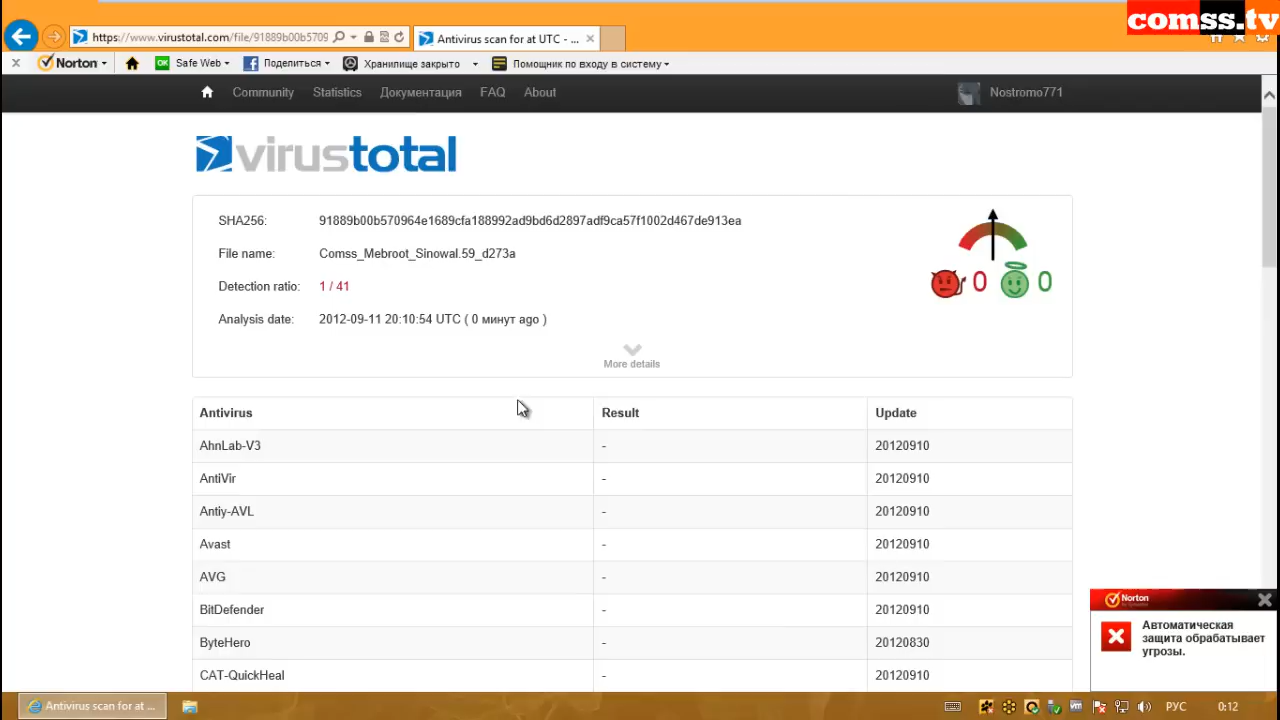 comss.tv
https://www.virustotal.com/file/91889b00b5709
Antivirus scan for at UTC - ...
Norton
Safe Web
Поделиться
Хранилище закрыто
Помощник по входу в систему
Community
Statistics
Документация
FAQ
About
Nostromo771
virustotal
SHA256: 91889b00b570964e1689cfa188992ad9bd6d2897adf9ca57f1002d467de913ea
File name: Comss_Mebroot_Sinowal.59_d273a
Detection ratio: 1 / 41
0 0
Analysis date: 2012-09-11 20:10:54 UTC ( 0 минут ago )
More details
Antivirus Result Update
AhnLab-V3 - 20120910
AntiVir - 20120910
Antiy-AVL - 20120910
Avast - 20120910
AVG - 20120910
BitDefender - 20120910
ByteHero - 20120830
CAT-QuickHeal - 20120910
Norton
Автоматическая
защита обрабатывает
угрозы.
Antivirus scan for at ...
РУС
0:12